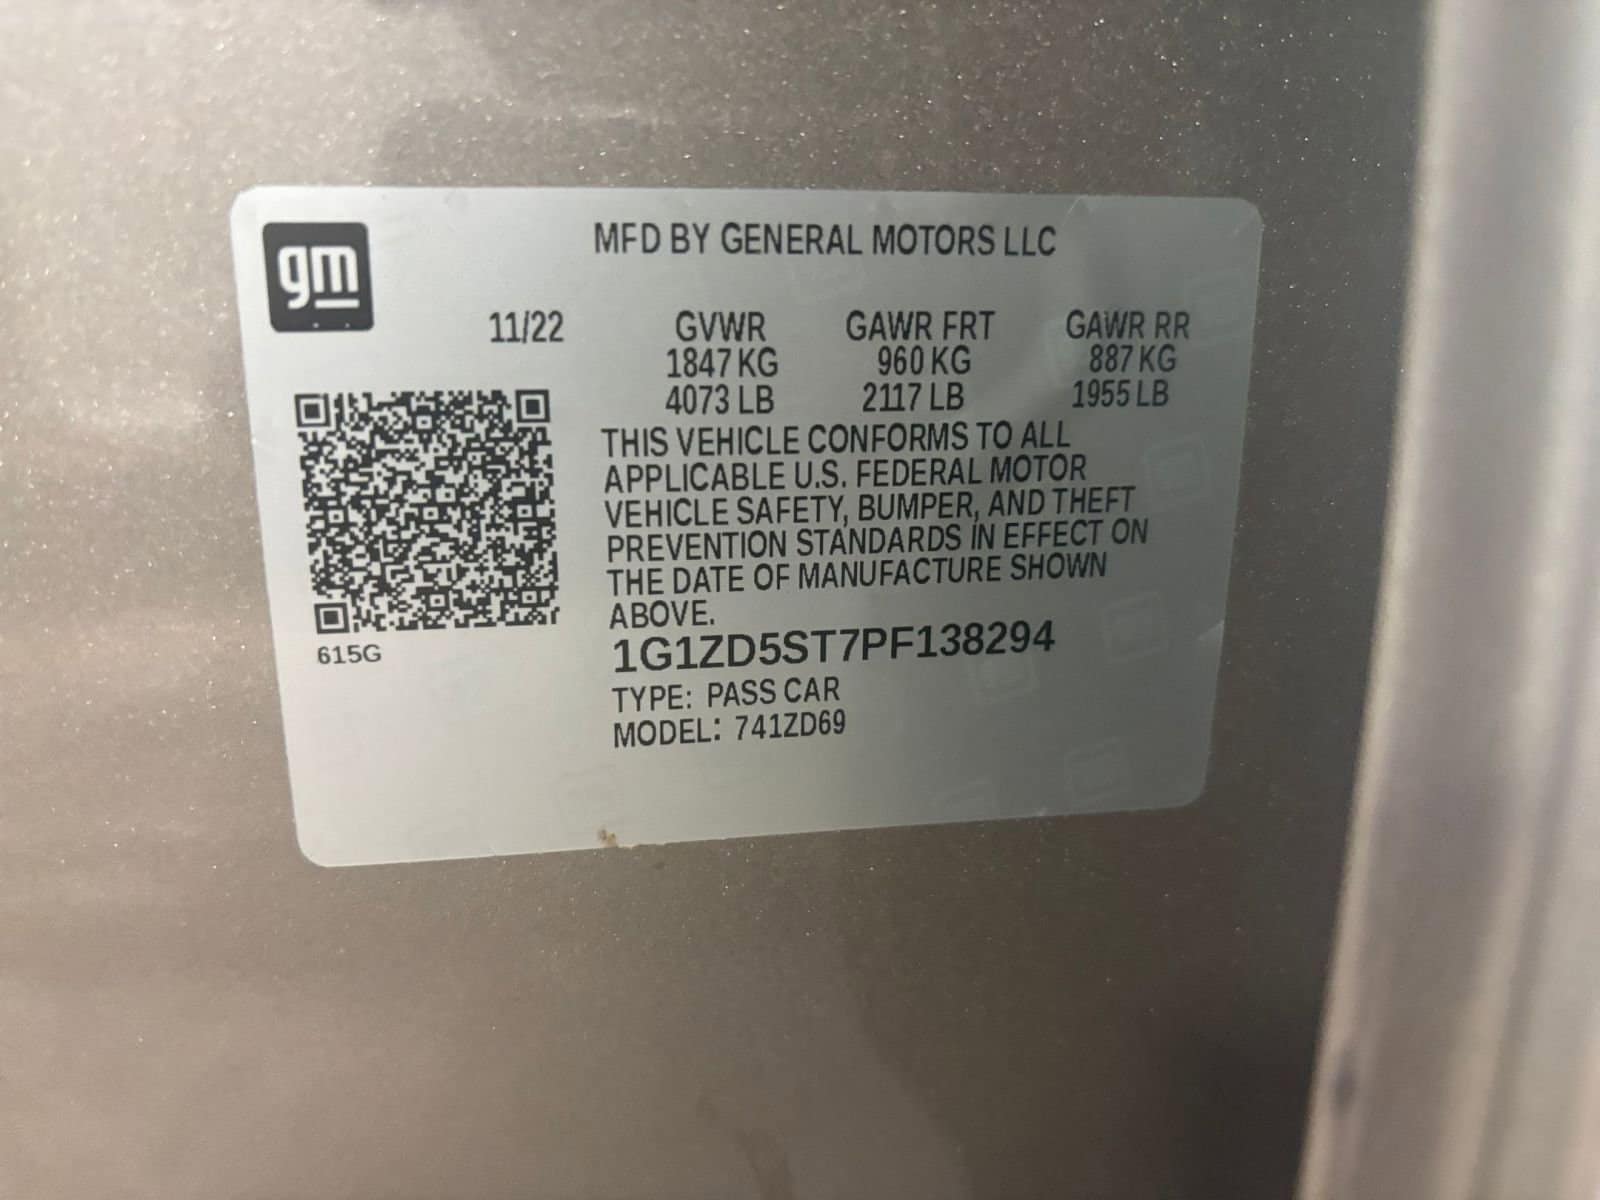 gm
MFD BY GENERAL MOTORS LLC
11/22 GVWR GAWR FRT GAWR RR
1847 KG 960 KG 887 KG
4073 LB 2117 LB 1955 LB
THIS VEHICLE CONFORMS TO ALL
APPLICABLE U.S. FEDERAL MOTOR
VEHICLE SAFETY, BUMPER, AND THEFT
PREVENTION STANDARDS IN EFFECT ON
THE DATE OF MANUFACTURE SHOWN
ABOVE.
615G
1G1ZD5ST7PF138294
TYPE: PASS CAR
MODEL: 741ZD69